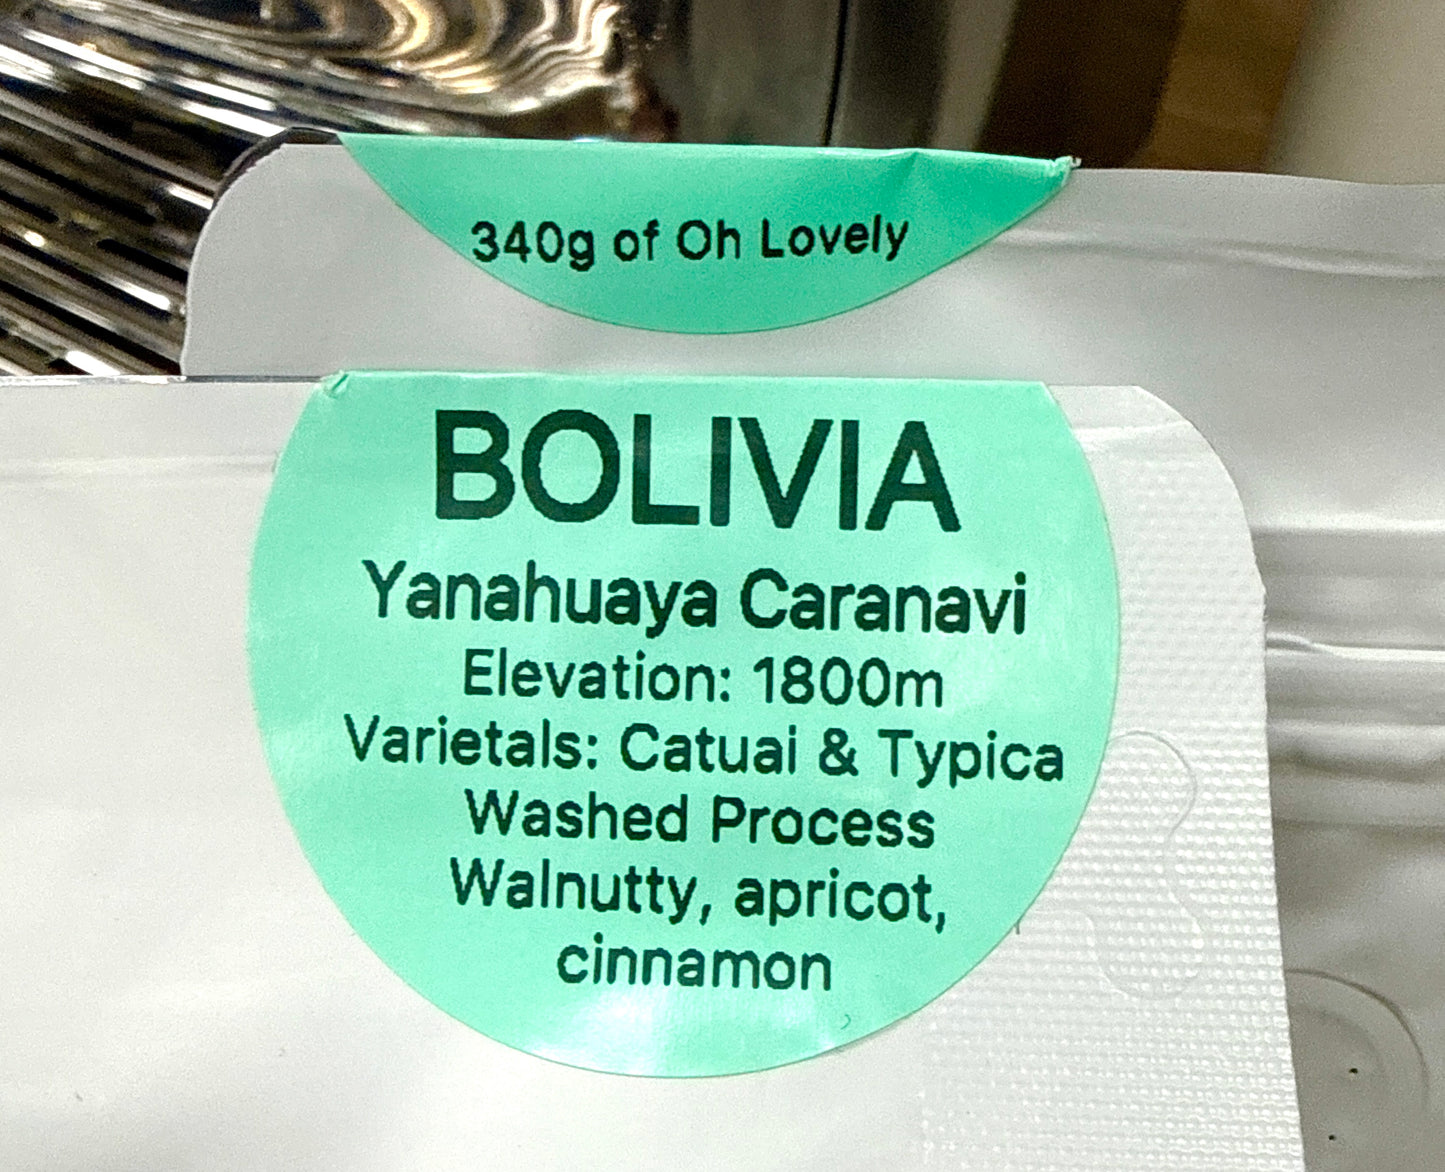 340g of Oh Lovely
BOLIVIA
Yanahuaya Caranavi
Elevation: 1800m
Varietals: Catuai & Typica
Washed Process
Walnutty, apricot,
cinnamon